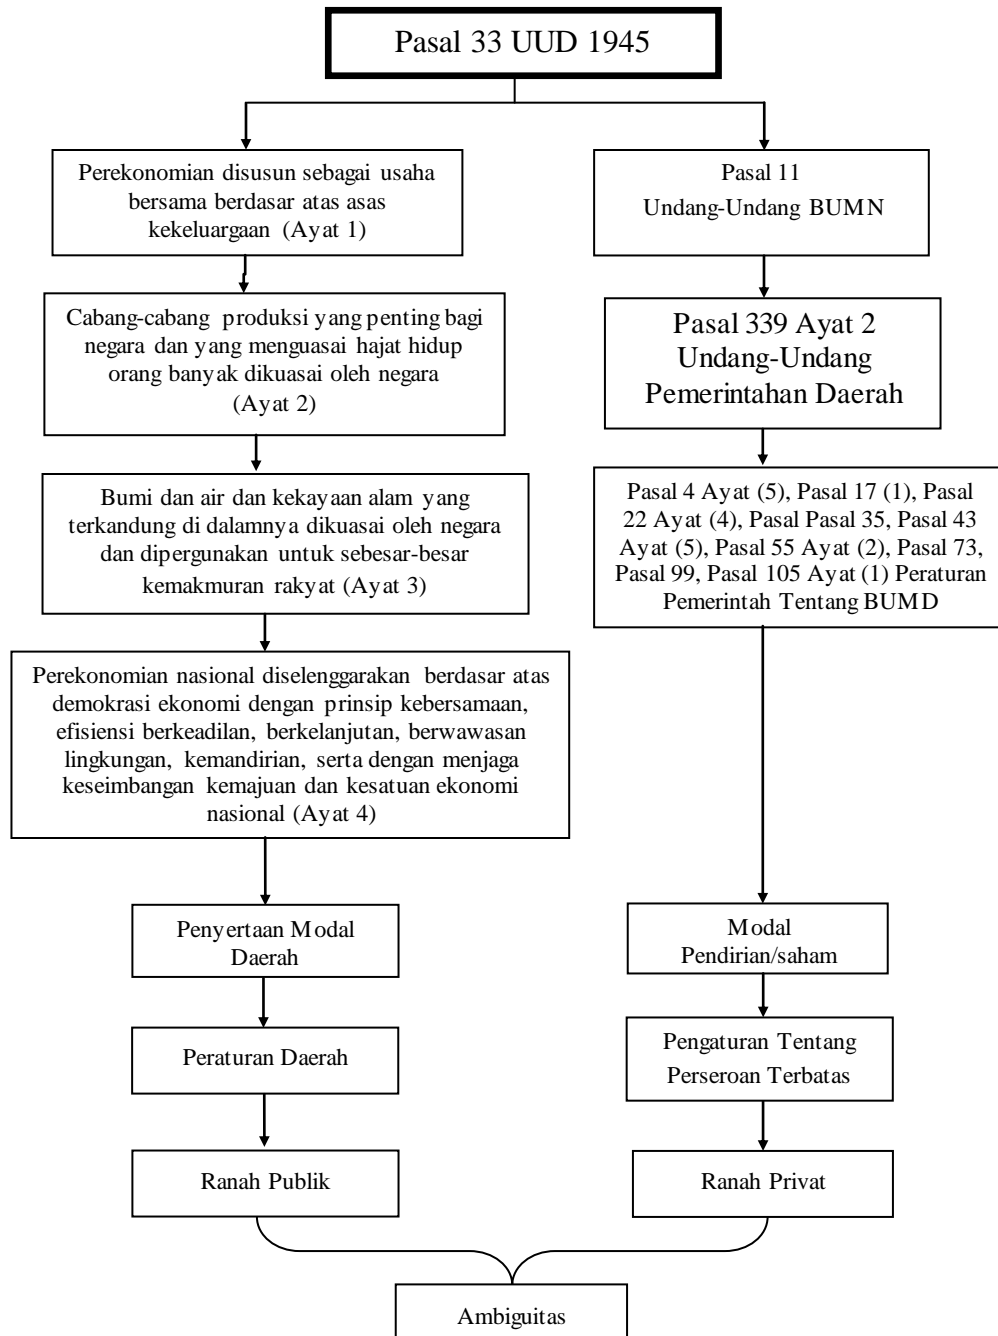 Pasal 33 UUD 1945
Perekonomian disusun sebagai usaha
bersama berdasar atas asas
kekeluargaan (Ayat 1)
Cabang-cabang produksi yang penting bagi
negara dan yang menguasai hajat hidup
orang banyak dikuasai oleh negara
(Ayat 2)
Bumi dan air dan kekayaan alam yang
terkandung di dalamnya dikuasai oleh negara
dan dipergunakan untuk sebesar-besar
kemakmuran rakyat (Ayat 3)
Perekonomian nasional diselenggarakan berdasar atas
demokrasi ekonomi dengan prinsip kebersamaan,
efisiensi berkeadilan, berkelanjutan, berwawasan
lingkungan, kemandirian, serta dengan menjaga
keseimbangan kemajuan dan kesatuan ekonomi
nasional (Ayat 4)
Penyertaan Modal
Daerah
Peraturan Daerah
Ranah Publik
Pasal 11
Undang-Undang BUMN
Pasal 339 Ayat 2
Undang-Undang
Pemerintahan Daerah
Pasal 4 Ayat (5), Pasal 17 (1), Pasal
22 Ayat (4), Pasal Pasal 35, Pasal 43
Ayat (5), Pasal 55 Ayat (2), Pasal 73,
Pasal 99, Pasal 105 Ayat (1) Peraturan
Pemerintah Tentang BUMD
Modal
Pendirian/saham
Pengaturan Tentang
Perseroan Terbatas
Ranah Privat
Ambiguitas